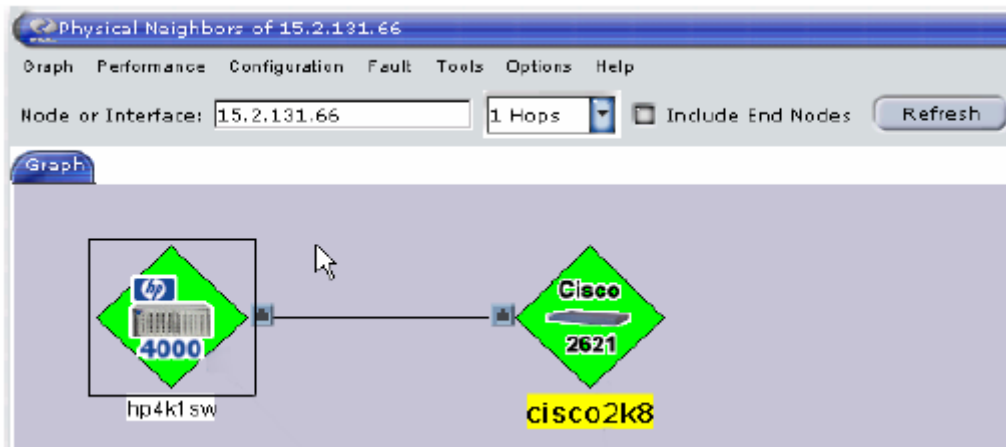 Physical Neighbors of 15.2.131.66
Graph Performance Configuration Fault Tools Options Help
Node or Interface: 15.2.131.66 1 Hops Include End Nodes Refresh
Graph
hp
4000
hp4k1sw
Cisco
2621
cisco2k8